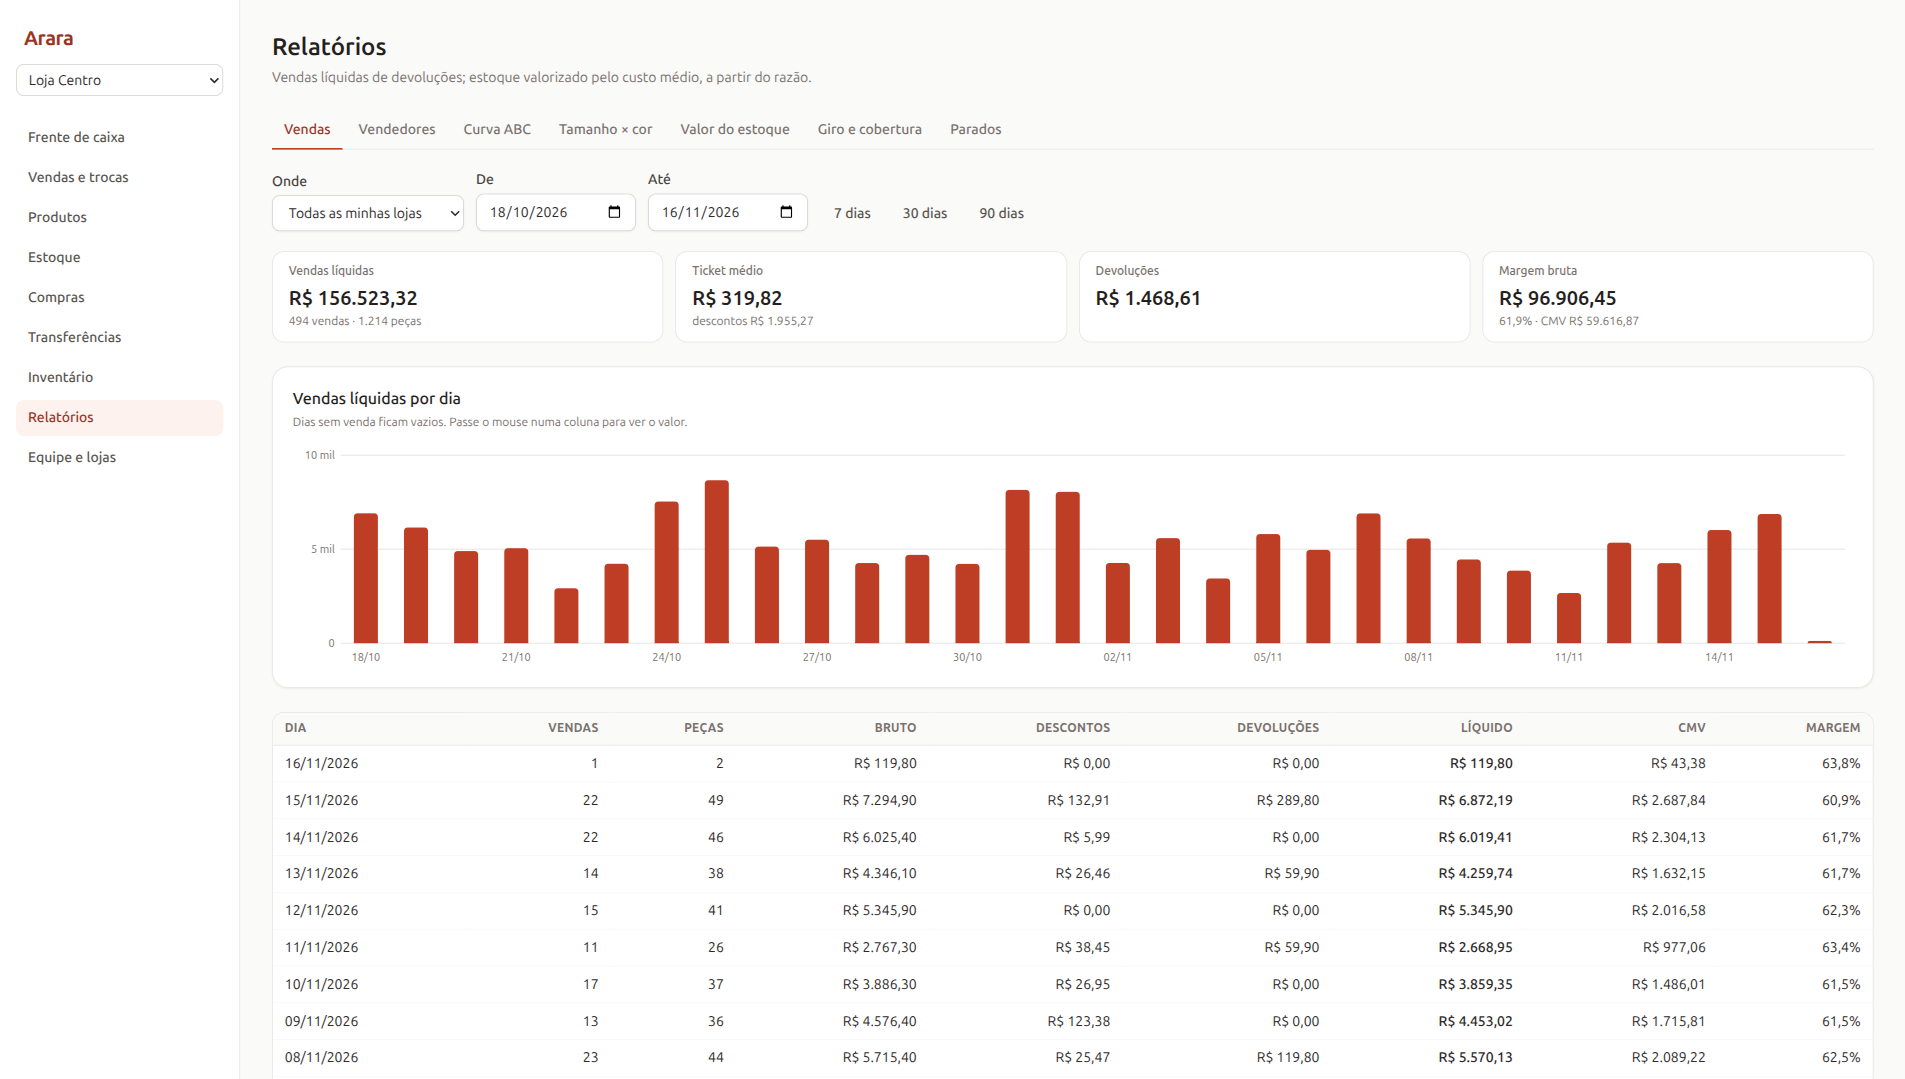 Arara
Loja Centro
Frente de caixa
Vendas e trocas
Produtos
Estoque
Compras
Transferências
Inventário
Relatórios
Equipe e lojas
Relatórios
Vendas líquidas de devoluções; estoque valorizado pelo custo médio, a partir do razão.
Vendas Vendedores Curva ABC Tamanho × cor Valor do estoque Giro e cobertura Parados
Onde De Até
Todas as minhas lojas 18/10/2026 16/11/2026 7 dias 30 dias 90 dias
Vendas líquidas
R$ 156.523,32
494 vendas · 1.214 peças
Ticket médio
R$ 319,82
descontos R$ 1.955,27
Devoluções
R$ 1.468,61
Margem bruta
R$ 96.906,45
61,9% · CMV R$ 59.616,87
Vendas líquidas por dia
Dias sem venda ficam vazios. Passe o mouse numa coluna para ver o valor.
10 mil
5 mil
0
18/10 21/10 24/10 27/10 30/10 02/11 05/11 08/11 11/11 14/11
DIA VENDAS PEÇAS BRUTO DESCONTOS DEVOLUÇÕES LÍQUIDO CMV MARGEM
16/11/2026 1 2 R$ 119,80 R$ 0,00 R$ 0,00 R$ 119,80 R$ 43,38 63,8%
15/11/2026 22 49 R$ 7.294,90 R$ 132,91 R$ 289,80 R$ 6.872,19 R$ 2.687,84 60,9%
14/11/2026 22 46 R$ 6.025,40 R$ 5,99 R$ 0,00 R$ 6.019,41 R$ 2.304,13 61,7%
13/11/2026 14 38 R$ 4.346,10 R$ 26,46 R$ 59,90 R$ 4.259,74 R$ 1.632,15 61,7%
12/11/2026 15 41 R$ 5.345,90 R$ 0,00 R$ 0,00 R$ 5.345,90 R$ 2.016,58 62,3%
11/11/2026 11 26 R$ 2.767,30 R$ 38,45 R$ 59,90 R$ 2.668,95 R$ 977,06 63,4%
10/11/2026 17 37 R$ 3.886,30 R$ 26,95 R$ 0,00 R$ 3.859,35 R$ 1.486,01 61,5%
09/11/2026 13 36 R$ 4.576,40 R$ 123,38 R$ 0,00 R$ 4.453,02 R$ 1.715,81 61,5%
08/11/2026 23 44 R$ 5.715,40 R$ 25,47 R$ 119,80 R$ 5.570,13 R$ 2.089,22 62,5%